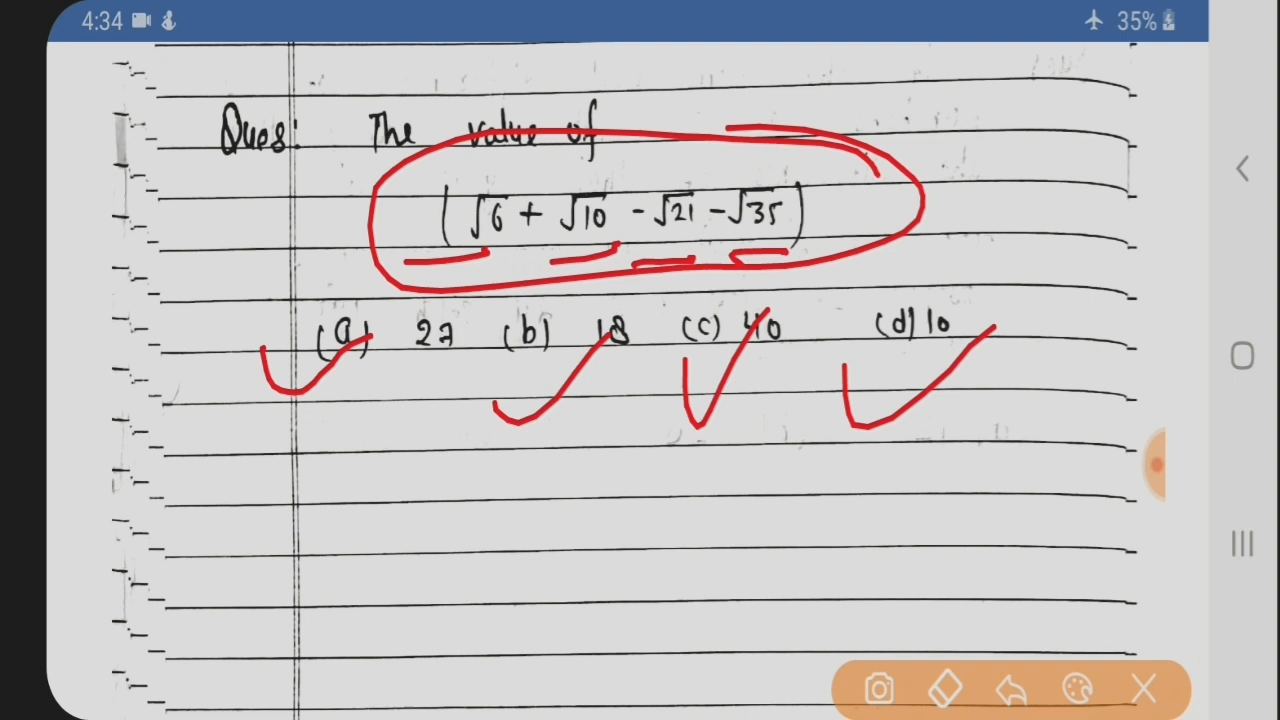 4:34 35%
Ques: The value of
(√6 + √10 - √21 - √35)
(a) 27 (b) 18 (c) 40 (d) 10